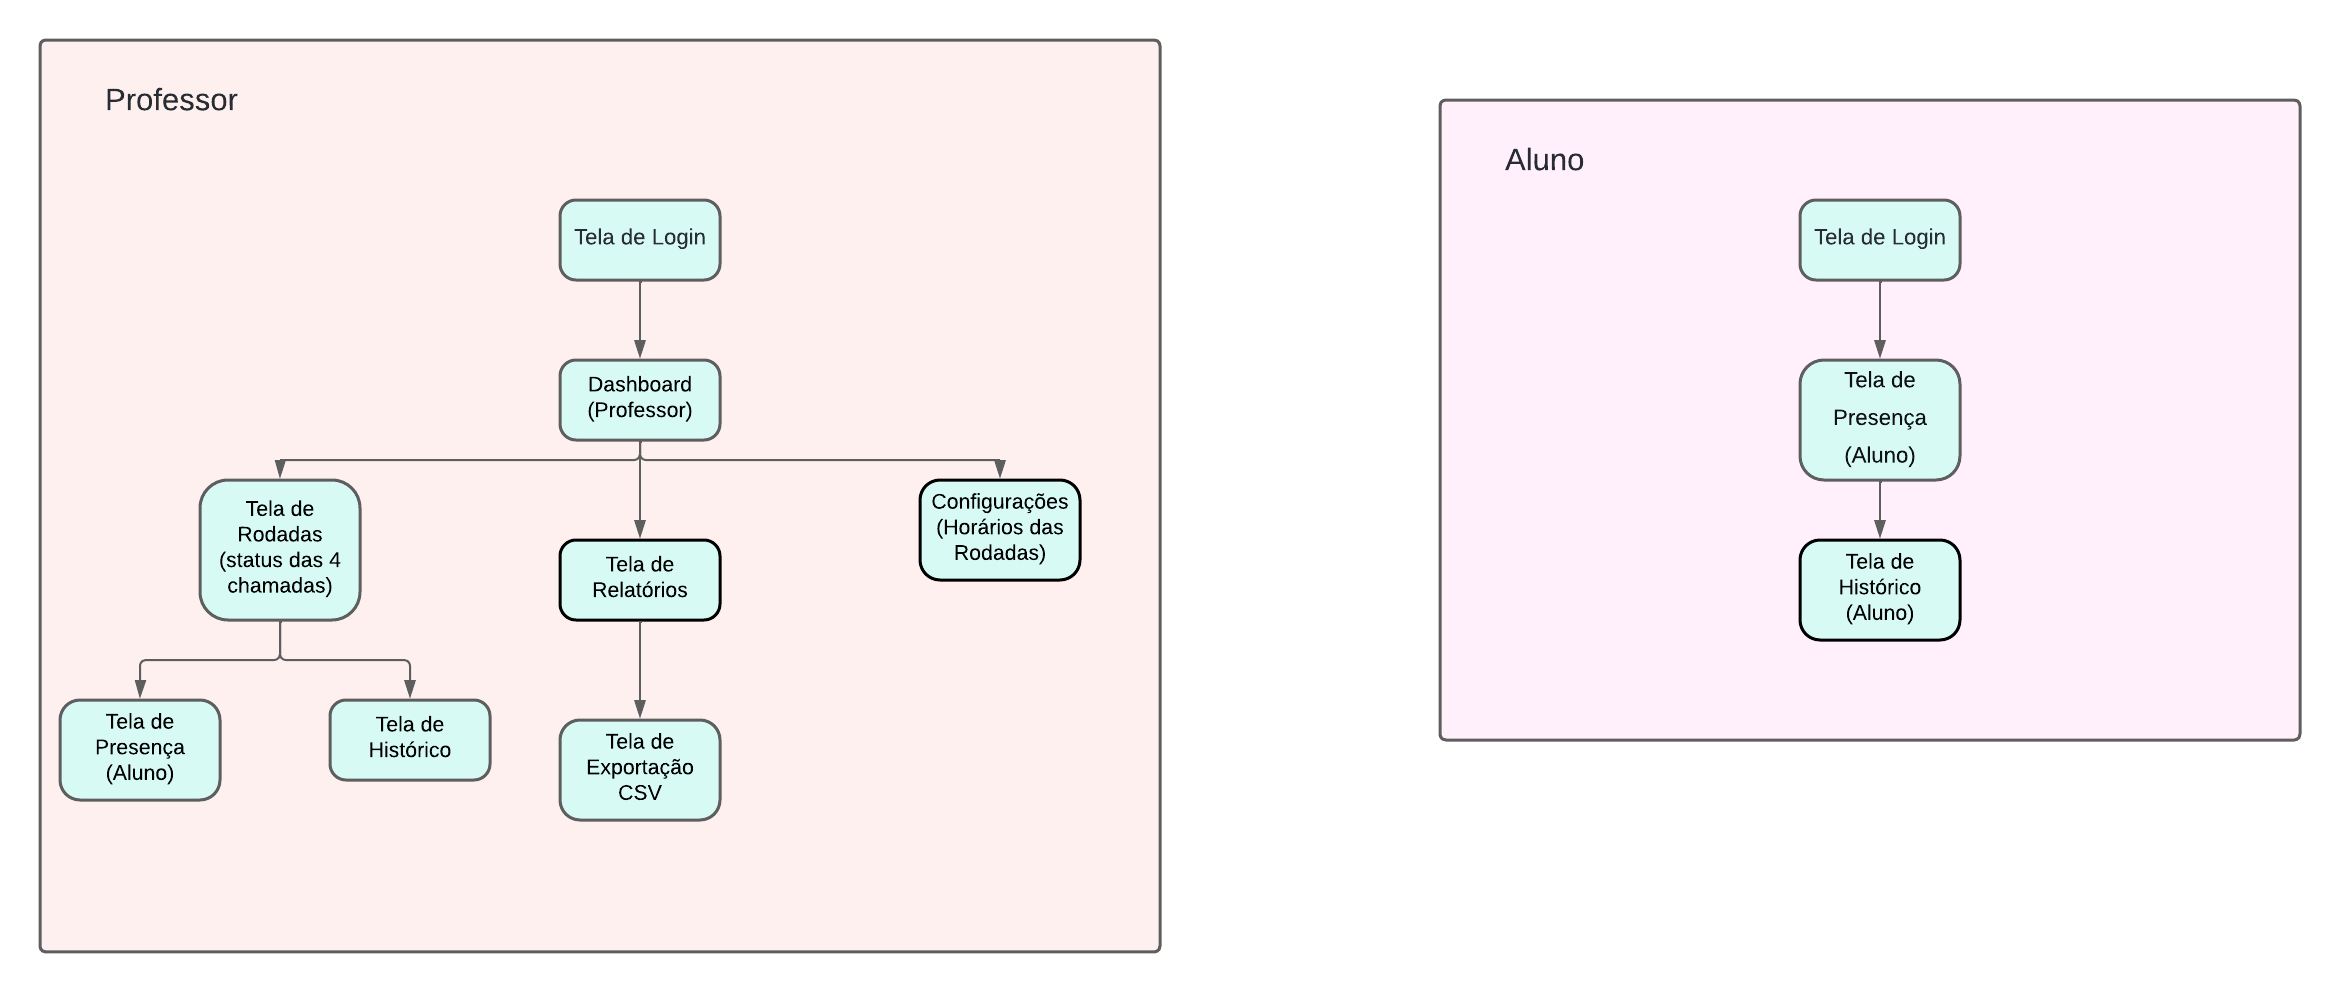 Professor
Tela de Login
Dashboard
(Professor)
Tela de
Rodadas
(status das 4
chamadas)
Tela de
Relatórios
Configurações
(Horários das
Rodadas)
Tela de
Presença
(Aluno)
Tela de
Histórico
Tela de
Exportação
CSV
Aluno
Tela de Login
Tela de
Presença
(Aluno)
Tela de
Histórico
(Aluno)